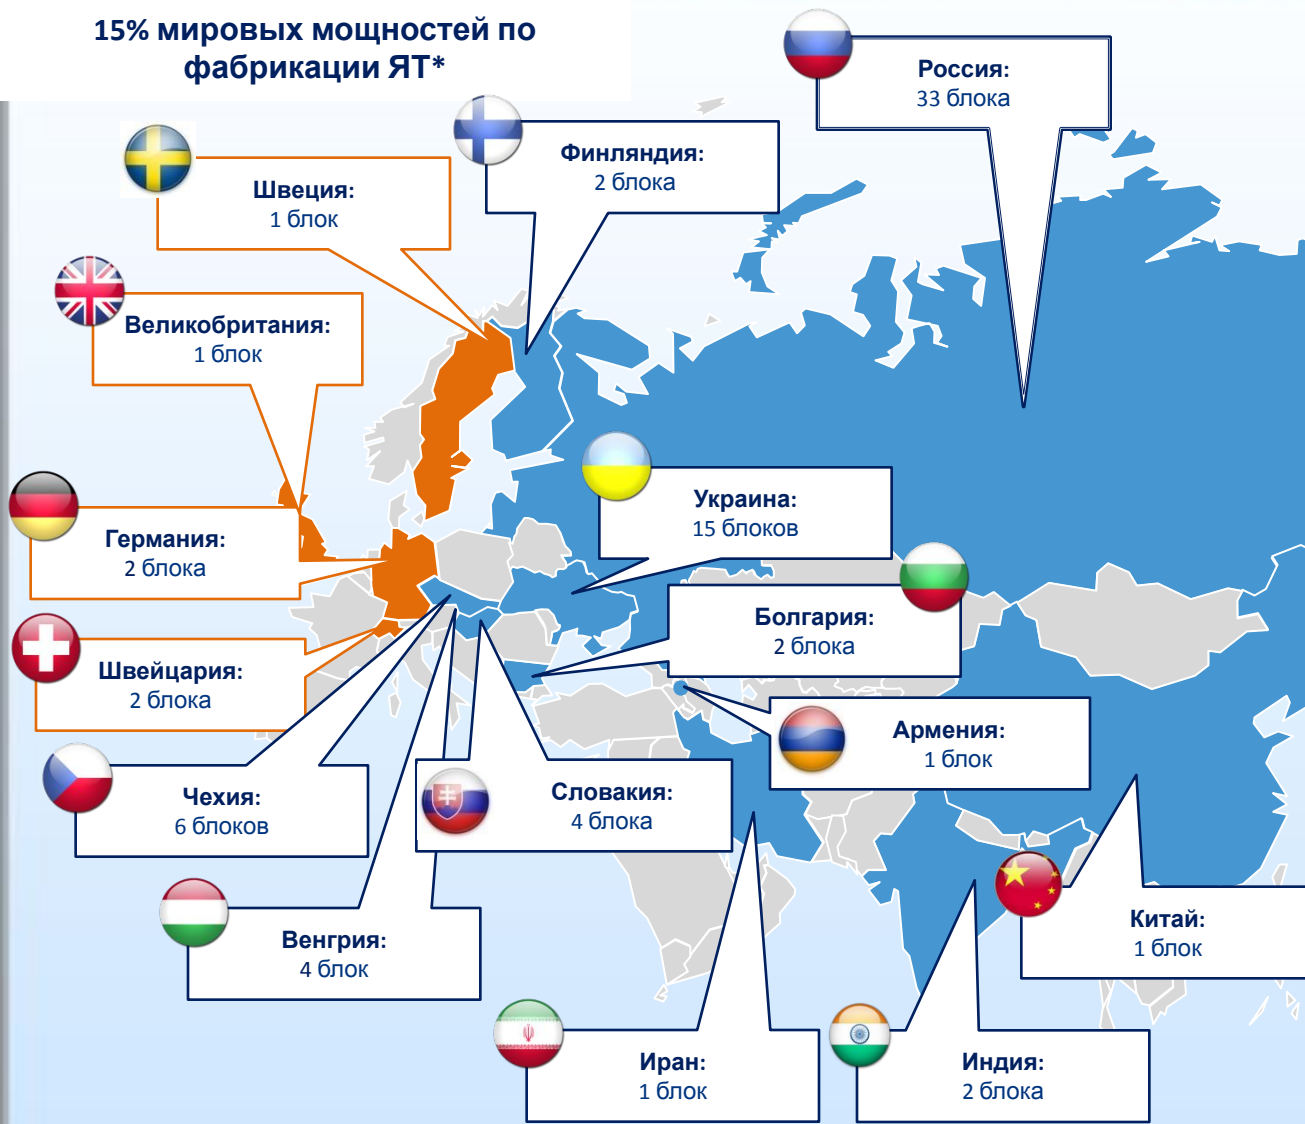 15% мировых мощностей по
фабрикации ЯТ*
Россия:
33 блока
Финляндия:
2 блока
Швеция:
1 блок
Великобритания:
1 блок
Украина:
15 блоков
Германия:
2 блока
Болгария:
2 блока
Швейцария:
2 блока
Армения:
1 блок
Чехия:
6 блоков
Словакия:
4 блока
Венгрия:
4 блок
Китай:
1 блок
Иран:
1 блок
Индия:
2 блока